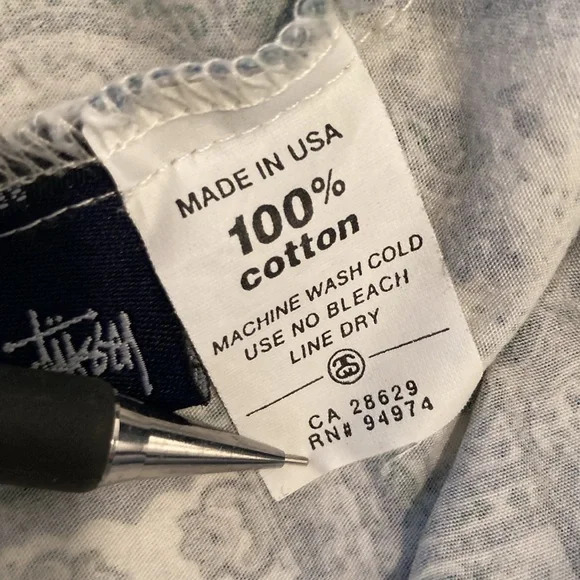 MADE IN USA
100%
cotton
MACHINE WASH COLD
USE NO BLEACH
LINE DRY
CA 28629
RN# 94974
Stüssy